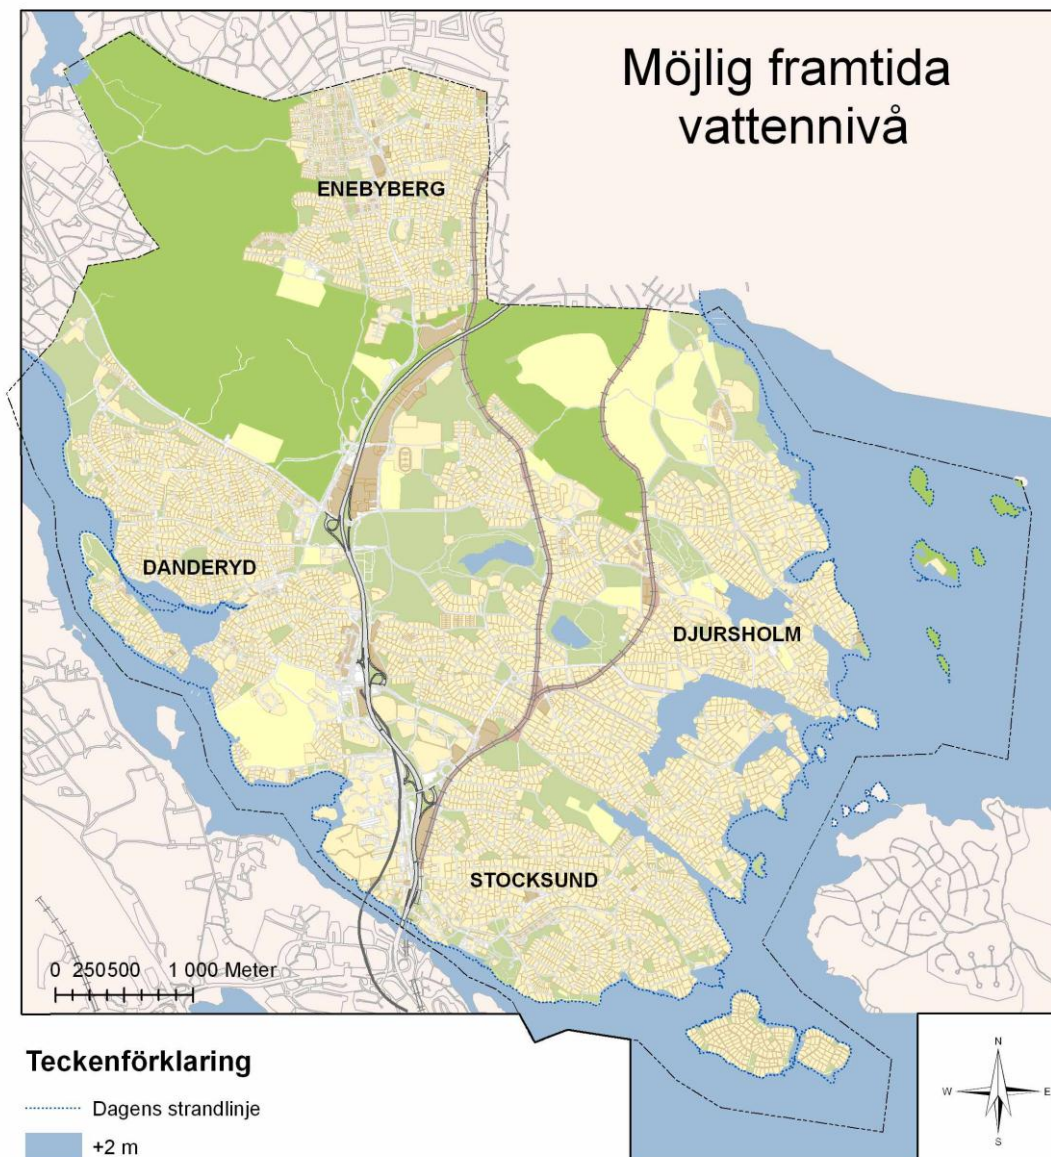 Möjlig framtida
vattennivå
ENEBYBERG
DANDERYD
DJURSHOLM
STOCKSUND
0 250500 1 000 Meter
Teckenförklaring
Dagens strandlinje
+2 m
N
W E
S